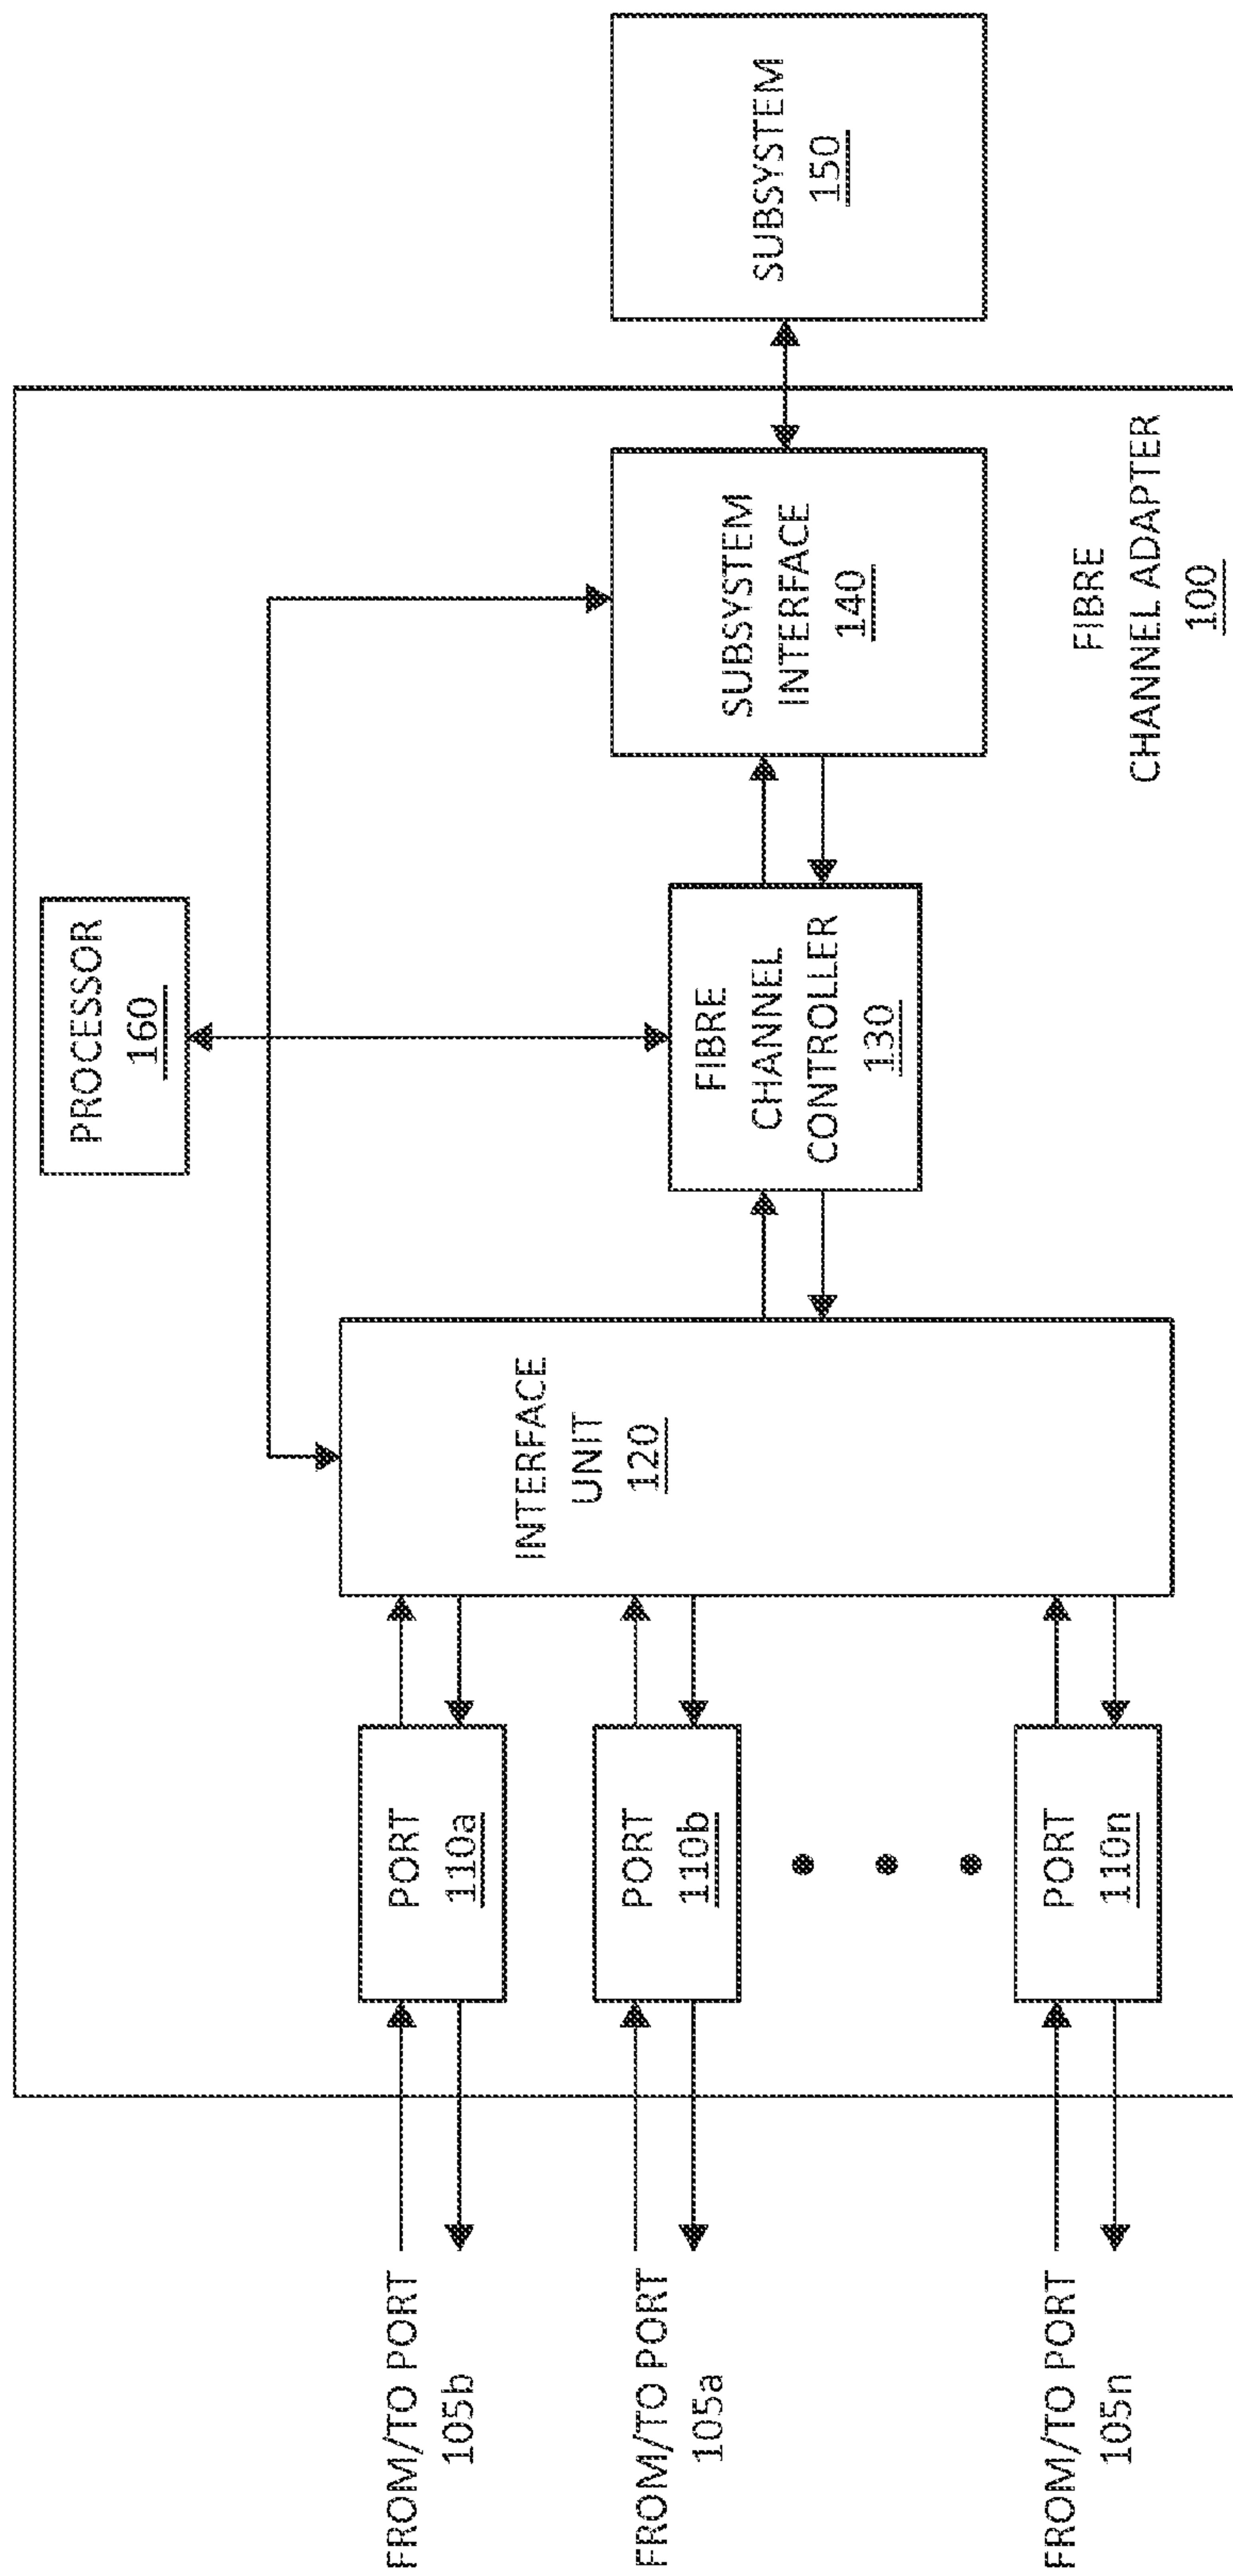 PROCESSOR
160
FROM/TO PORT
105b
PORT
110a
INTERFACE
UNIT
120
FROM/TO PORT
105a
PORT
110b
FIBRE
CHANNEL
CONTROLLER
130
SUBSYSTEM
INTERFACE
140
SUBSYSTEM
150
FROM/TO PORT
105n
PORT
110n
FIBRE
CHANNEL ADAPTER
100